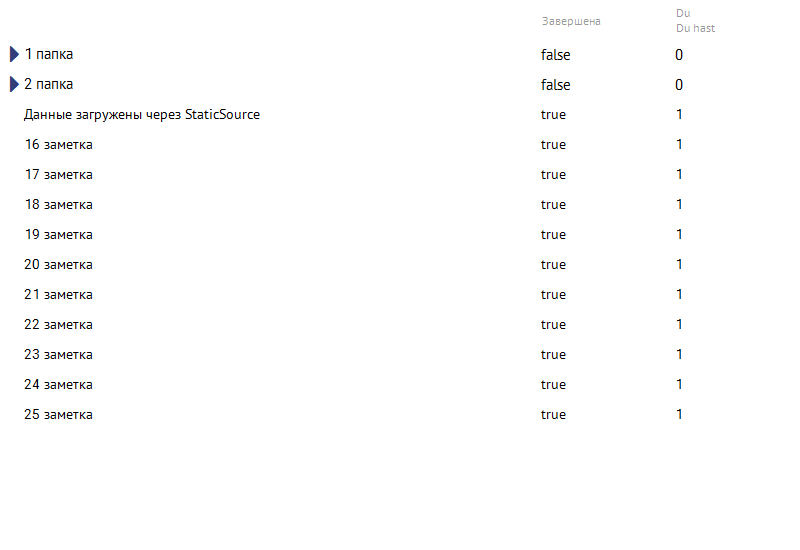 Завершена Du
Du hast
1 папка false 0
2 папка false 0
Данные загружены через StaticSource true 1
16 заметка true 1
17 заметка true 1
18 заметка true 1
19 заметка true 1
20 заметка true 1
21 заметка true 1
22 заметка true 1
23 заметка true 1
24 заметка true 1
25 заметка true 1